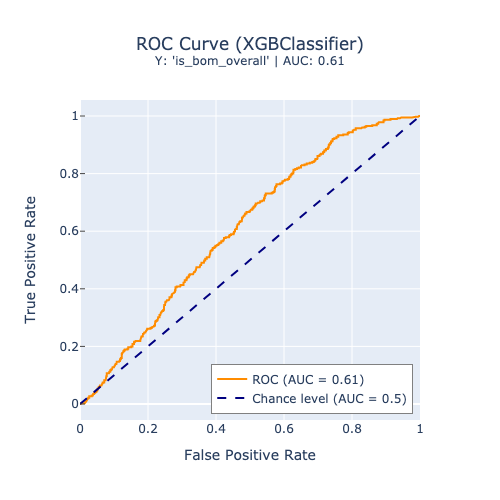 ROC Curve (XGBClassifier)
Y: 'is_bom_overall' | AUC: 0.61
True Positive Rate
1
0.8
0.6
0.4
0.2
0
ROC (AUC = 0.61)
Chance level (AUC = 0.5)
0
0.2
0.4
0.6
0.8
1
False Positive Rate